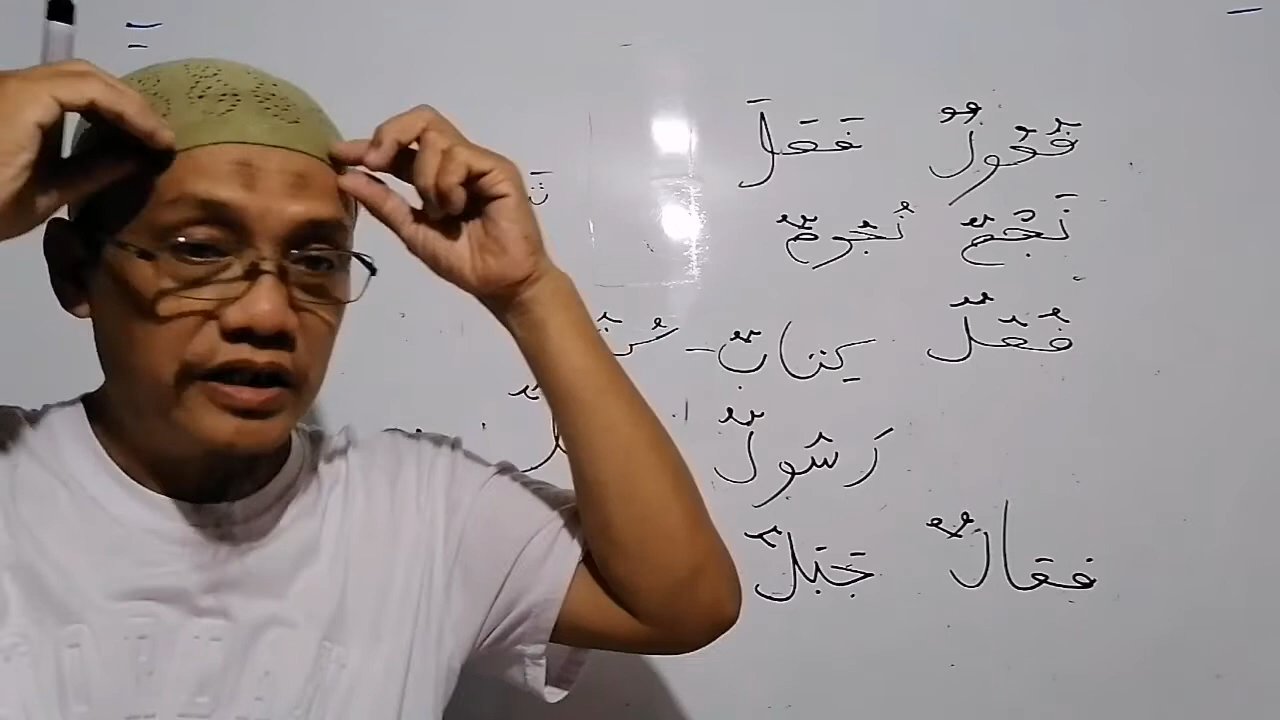 فُعُولٌ فَعَلَ
نَجْمٌ نُجُومٌ
فُعُلٌ كِتَابٌ -
رَسُولٌ
فِعَالٌ جَبَلٌ